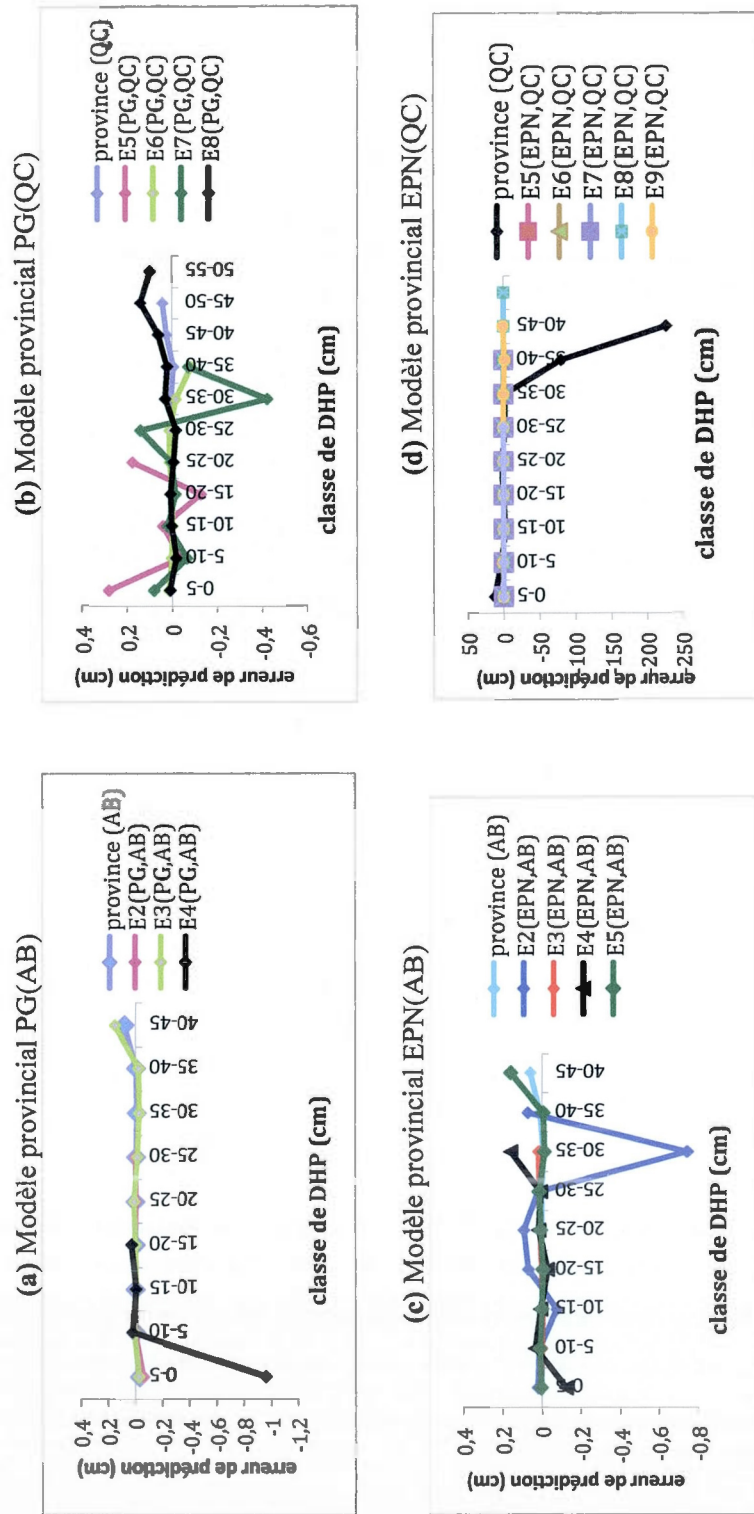 (a) Modèle provincial PG(AB)
0,4
0,2
0
-0,2
-0,4
-0,6
-0,8
-1
-1,2
erreur de prédiction (cm)
0-5
5-10
10-15
15-20
20-25
25-30
30-35
35-40
40-45
classe de DHP (cm)
province (AB)
E2(PG,AB)
E3(PG,AB)
E4(PG,AB)
(b) Modèle provincial PG(QC)
0,4
0,2
0
-0,2
-0,4
-0,6
erreur de prédiction (cm)
0-5
5-10
10-15
15-20
20-25
25-30
30-35
35-40
40-45
45-50
50-55
classe de DHP (cm)
province (QC)
E5(PG,QC)
E6(PG,QC)
E7(PG,QC)
E8(PG,QC)
(c) Modèle provincial EPN(AB)
0,4
0,2
0
-0,2
-0,4
-0,6
-0,8
erreur de prédiction (cm)
0-5
5-10
10-15
15-20
20-25
25-30
30-35
35-40
40-45
classe de DHP (cm)
province (AB)
E2(EPN,AB)
E3(EPN,AB)
E4(EPN,AB)
E5(EPN,AB)
(d) Modèle provincial EPN(QC)
50
0
-50
-100
-150
-200
-250
erreur de prédiction (cm)
0-5
5-10
10-15
15-20
20-25
25-30
30-35
35-40
40-45
classe de DHP (cm)
province (QC)
E5(EPN,QC)
E6(EPN,QC)
E7(EPN,QC)
E8(EPN,QC)
E9(EPN,QC)